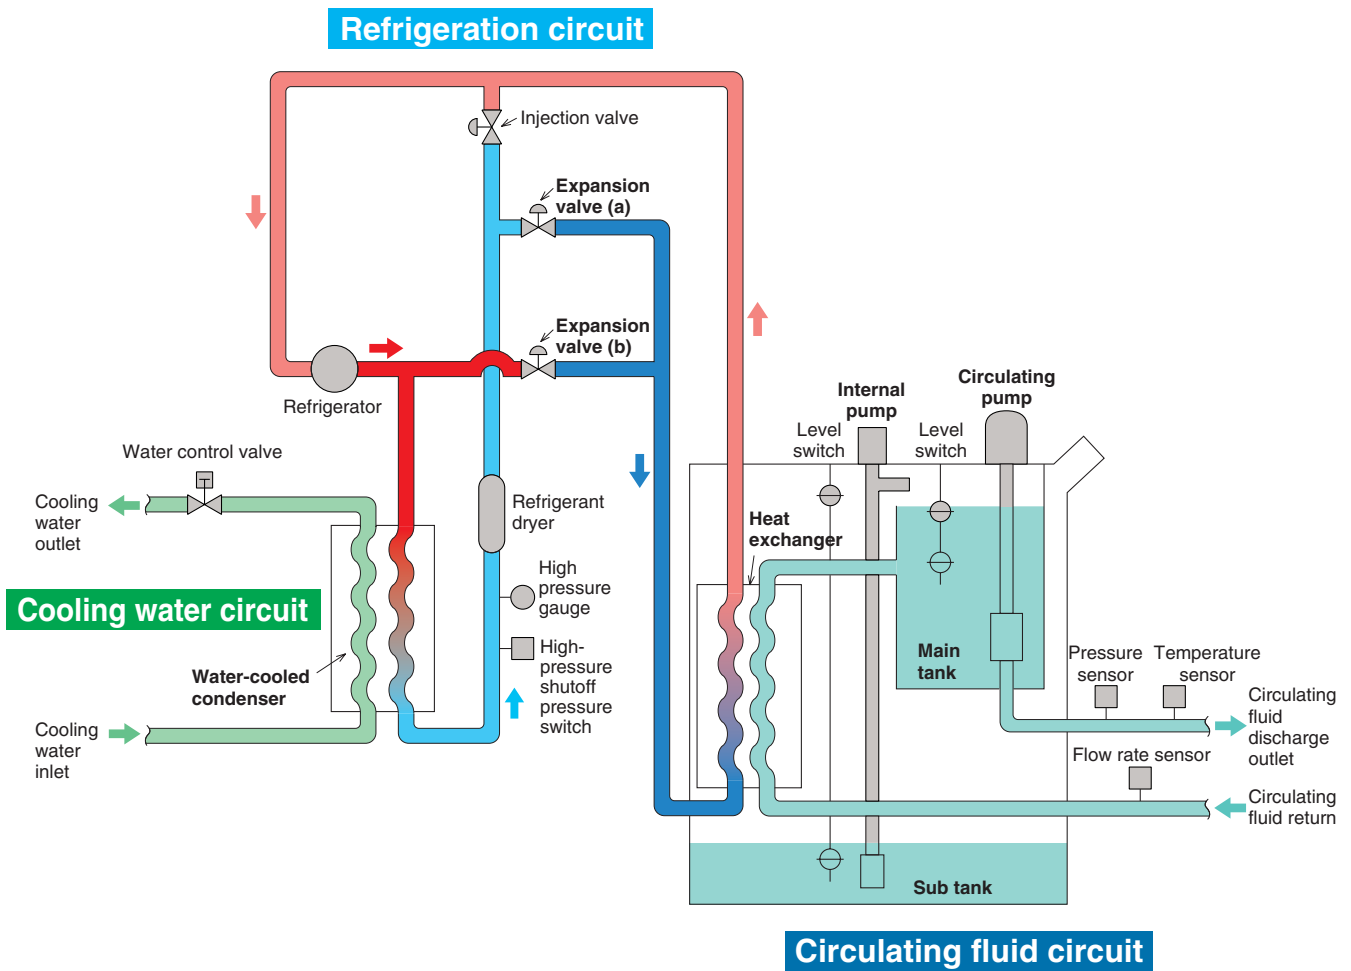 Refrigeration circuit
Injection valve
Expansion
valve (a)
Expansion
valve (b)
Refrigerator
Water control valve
Cooling
water
outlet
Refrigerant
dryer
High
pressure
gauge
High-
pressure
shutoff
pressure
switch
Cooling water circuit
Water-cooled
condenser
Cooling
water
inlet
Internal
pump
Circulating
pump
Level
switch
Level
switch
Heat
exchanger
Main
tank
Pressure
sensor
Temperature
sensor
Circulating
fluid
discharge
outlet
Flow rate sensor
Circulating
fluid return
Sub tank
Circulating fluid circuit